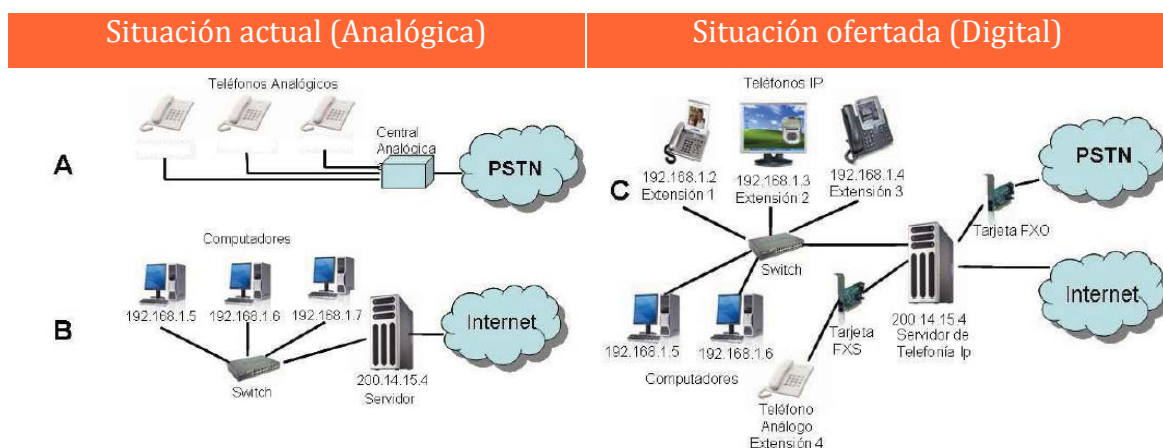 Situación actual (Analógica)
Situación ofertada (Digital)
Teléfonos Analógicos
Central
Analógica
PSTN
A
Computadores
192.168.1.5
192.168.1.6
192.168.1.7
B
Internet
Switch
200.14.15.4
Servidor
Teléfonos IP
192.168.1.2
Extensión 1
192.168.1.3
Extensión 2
192.168.1.4
Extensión 3
C
PSTN
Tarjeta FXO
Switch
Internet
192.168.1.5
192.168.1.6
Computadores
Tarjeta
FXS
200.14.15.4
Servidor de
Telefonía Ip
Teléfono
Análogo
Extensión 4